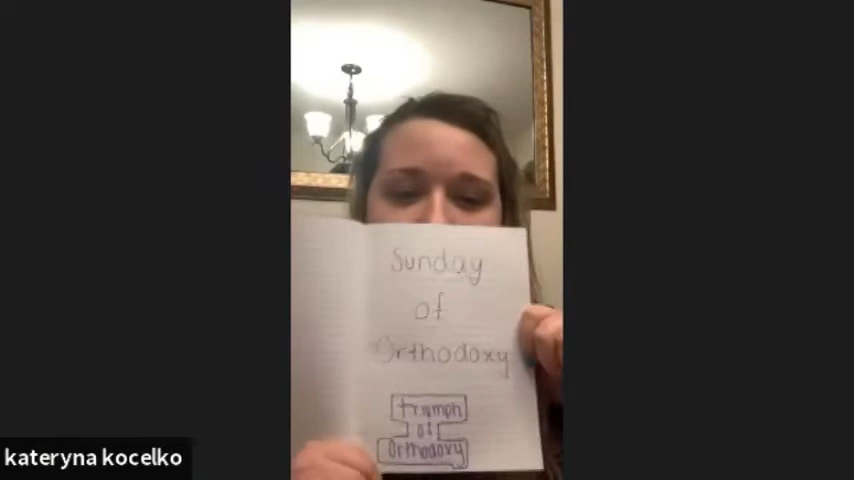 Sunday
of
Orthodoxy
triumph
of
Orthodoxy
kateryna kocelko